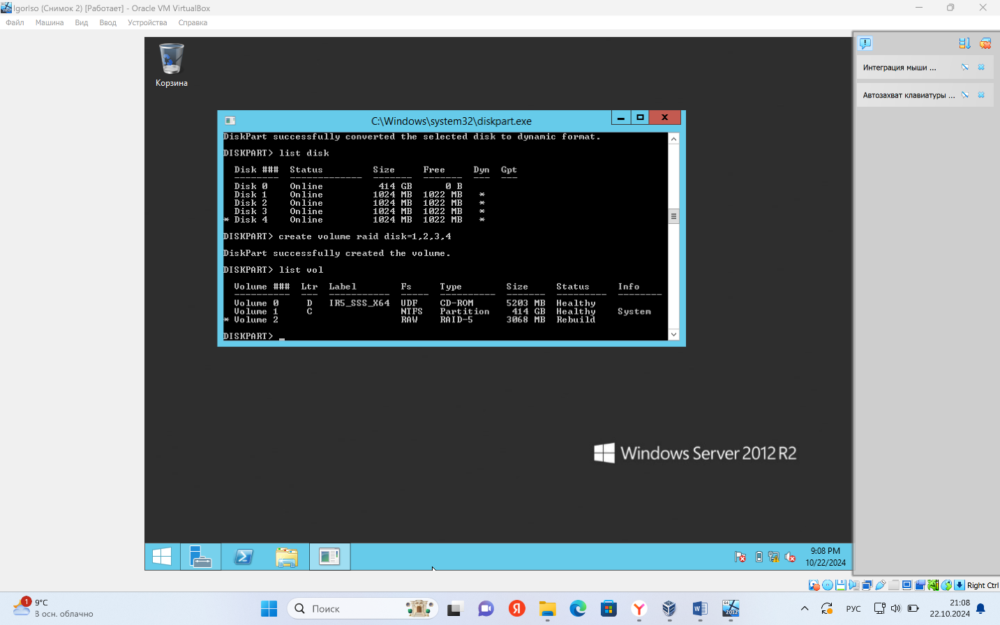 IgorIso (Снимок 2) [Работает] - Oracle VM VirtualBox
Файл Машина Вид Ввод Устройства Справка
Корзина
Интеграция мыши ...
Автозахват клавиатуры ...
C:\Windows\system32\diskpart.exe
DiskPart successfully converted the selected disk to dynamic format.
DISKPART> list disk
Disk ### Status Size Free Dyn Gpt
-------- ------------- ------- ------- --- ---
Disk 0 Online 414 GB 0 B
Disk 1 Online 1024 MB 1022 MB *
Disk 2 Online 1024 MB 1022 MB *
Disk 3 Online 1024 MB 1022 MB *
* Disk 4 Online 1024 MB 1022 MB *
DISKPART> create volume raid disk=1,2,3,4
DiskPart successfully created the volume.
DISKPART> list vol
Volume ### Ltr Label Fs Type Size Status Info
---------- --- ----------- ----- ---------- ------- --------- --------
Volume 0 D IR5_SSS_X64 UDF CD-ROM 5203 MB Healthy
Volume 1 C NTFS Partition 414 GB Healthy System
* Volume 2 RAW RAID-5 3068 MB Rebuild
DISKPART> _
Windows Server 2012 R2
9:08 PM
10/22/2024
Right Ctrl
1
9°C
В осн. облачно
Поиск
Я
Y
W
64
2012
РУС
21:08
22.10.2024